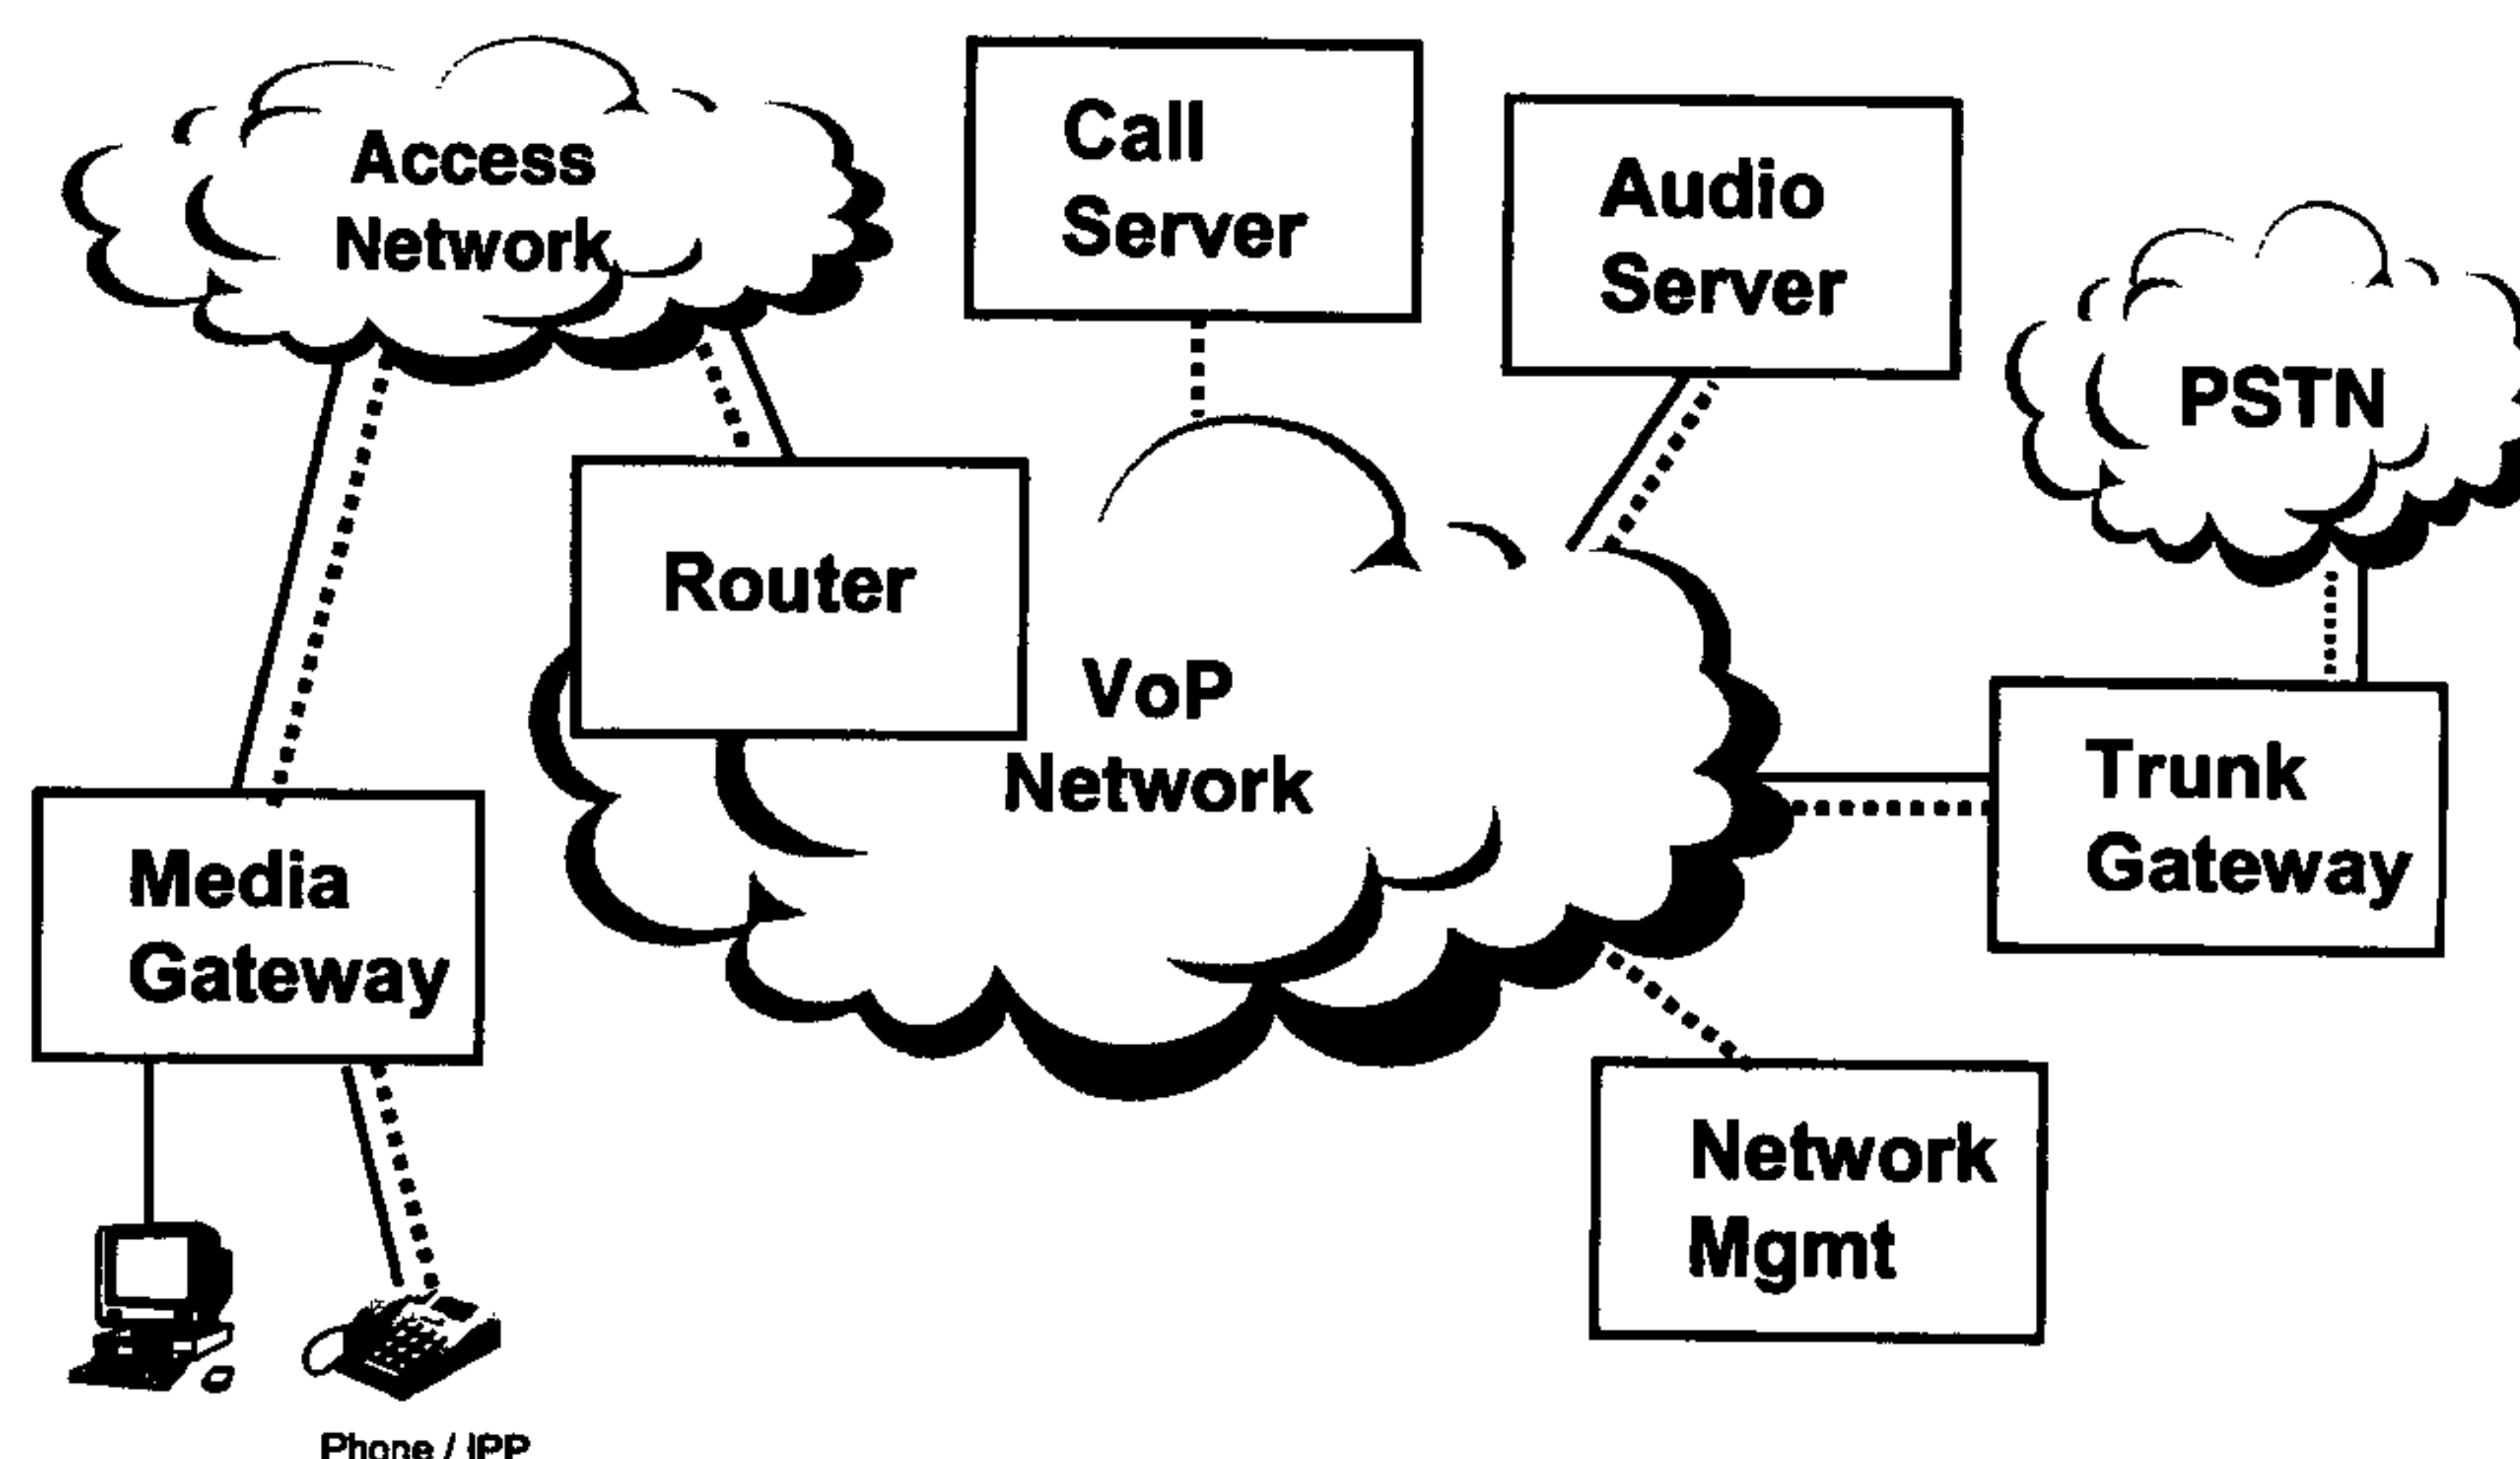 Access
Network
Call
Server
Audio
Server
PSTN
Router
VoP
Network
Trunk
Gateway
Media
Gateway
Network
Mgmt
Phone / IPP